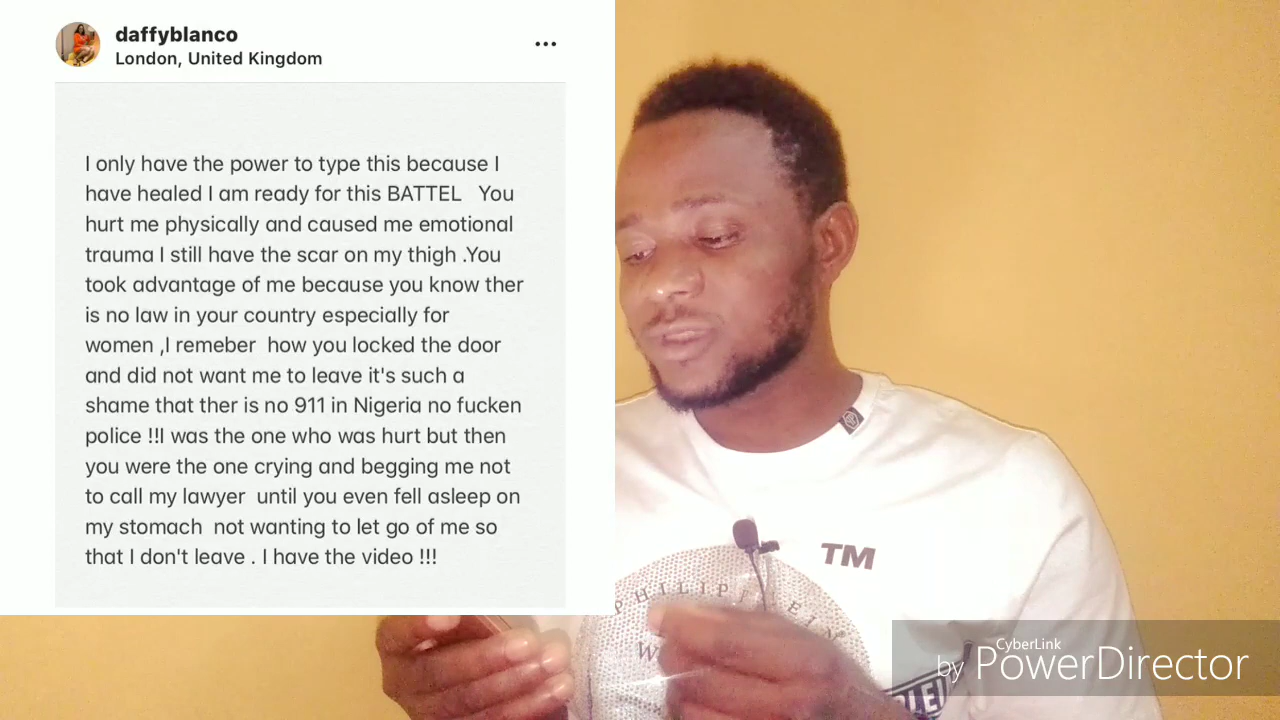 daffyblanco
London, United Kingdom
I only have the power to type this because I
have healed I am ready for this BATTEL You
hurt me physically and caused me emotional
trauma I still have the scar on my thigh .You
took advantage of me because you know ther
is no law in your country especially for
women ,I remeber how you locked the door
and did not want me to leave it's such a
shame that ther is no 911 in Nigeria no fucken
police !!I was the one who was hurt but then
you were the one crying and begging me not
to call my lawyer until you even fell asleep on
my stomach not wanting to let go of me so
that I don't leave . I have the video !!!
TM
PHILIPP PLEIN
CyberLink
by PowerDirector